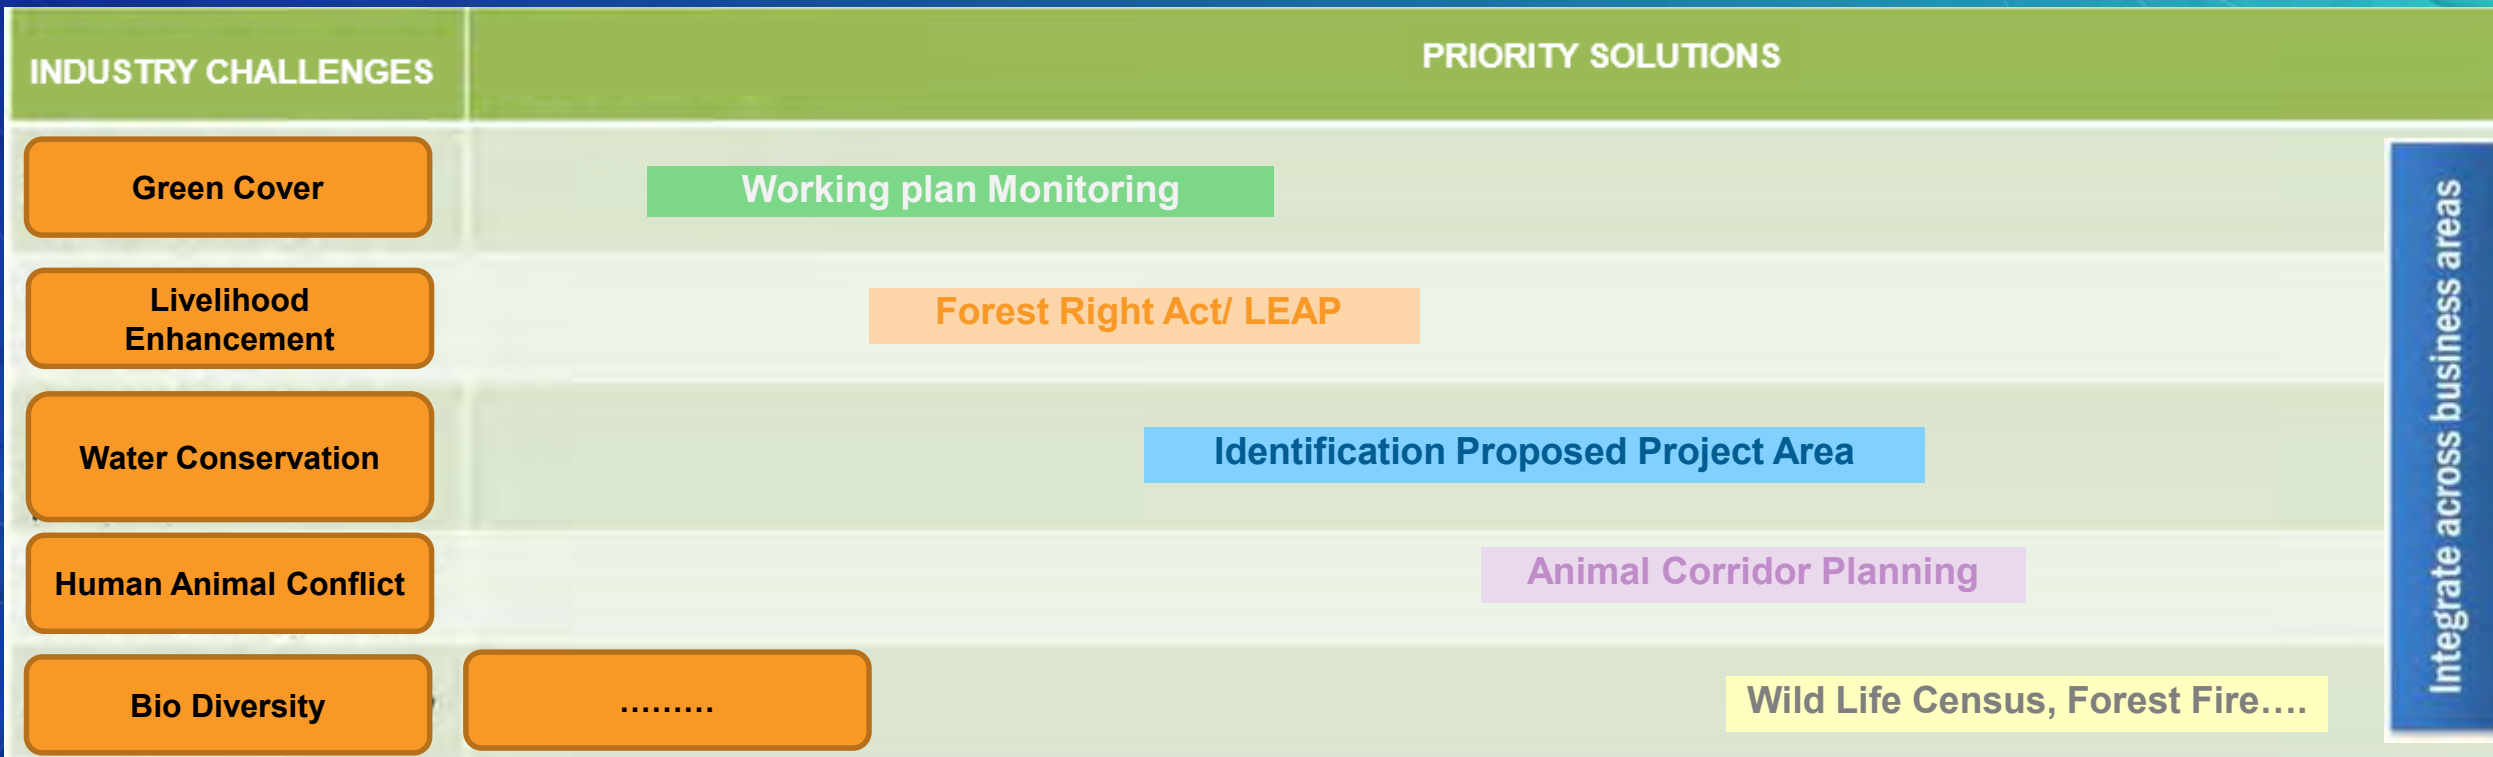 INDUSTRY CHALLENGES
PRIORITY SOLUTIONS
Green Cover
Working plan Monitoring
Livelihood
Enhancement
Forest Right Act/ LEAP
Water Conservation
Identification Proposed Project Area
Human Animal Conflict
Animal Corridor Planning
Bio Diversity
.........
Wild Life Census, Forest Fire….
Integrate across business areas